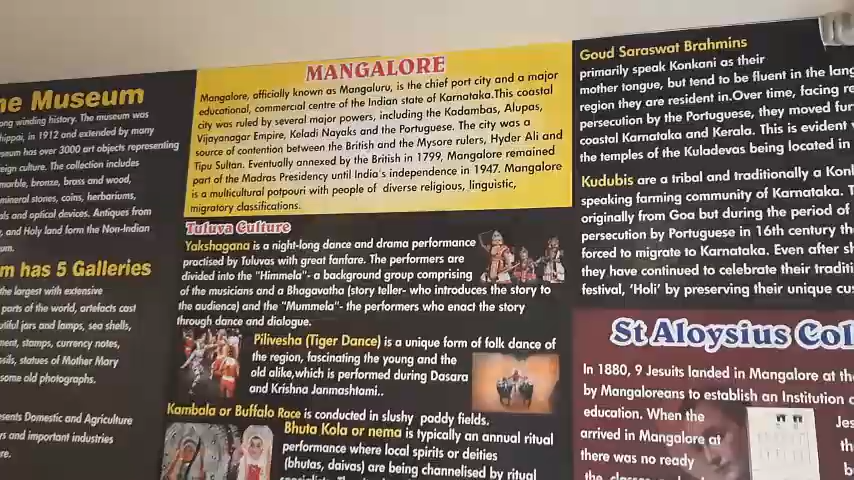 he Museum
ong winding history. The museum was
hippai, in 1912 and extended by many
seum has over 3000 art objects representing
reign culture. The collection includes
marble, bronze, brass and wood,
mineral stones, coins, herbariums,
als and optical devices. Antiques from
, and Holy land form the Non-Indian
um.
m has 5 Galleries
the largest with extensive
parts of the world, artefacts cast
utiful jars and lamps, sea shells,
ment, stamps, currency notes,
ssils, statues of Mother Mary
some old photographs.
esents Domestic and Agriculture
rs and important industries
re.
MANGALORE
Mangalore, officially known as Mangaluru, is the chief port city and a major
educational, commercial centre of the Indian state of Karnataka.This coastal
city was ruled by several major powers, including the Kadambas, Alupas,
Vijayanagar Empire, Keladi Nayaks and the Portuguese. The city was a
source of contention between the British and the Mysore rulers, Hyder Ali and
Tipu Sultan. Eventually annexed by the British in 1799, Mangalore remained
part of the Madras Presidency until India's independence in 1947. Mangalore
is a multicultural potpourri with people of diverse religious, linguistic,
migratory classifications.
Tuluva Culture
Yakshagana is a night-long dance and drama performance
practised by Tuluvas with great fanfare. The performers are
divided into the "Himmela"- a background group comprising
of the musicians and a Bhagavatha (story teller- who introduces the story to
the audience) and the "Mummela"- the performers who enact the story
through dance and dialogue.
Pilivesha (Tiger Dance) is a unique form of folk dance of
the region, fascinating the young and the
old alike,which is performed during Dasara
and Krishna Janmashtami..
Kambala or Buffalo Race is conducted in slushy paddy fields.
Bhuta Kola or nema is typically an annual ritual
performance where local spirits or deities
(bhutas, daivas) are being channelised by ritual
Goud Saraswat Brahmins
primarily speak Konkani as their
mother tongue, but tend to be fluent in the lang
region they are resident in.Over time, facing re
persecution by the Portuguese, they moved fur
coastal Karnataka and Kerala. This is evident
the temples of the Kuladevas being located in
Kudubis are a tribal and traditionally a Konk
speaking farming community of Karnataka. T
originally from Goa but during the period of
persecution by Portuguese in 16th century the
forced to migrate to Karnataka. Even after sh
they have continued to celebrate their traditi
festival, 'Holi' by preserving their unique cus
St Aloysius Col
In 1880, 9 Jesuits landed in Mangalore at the
by Mangaloreans to establish an Institution o
education. When the
arrived in Mangalore at
there was no ready
the classes
Jes
tha
b